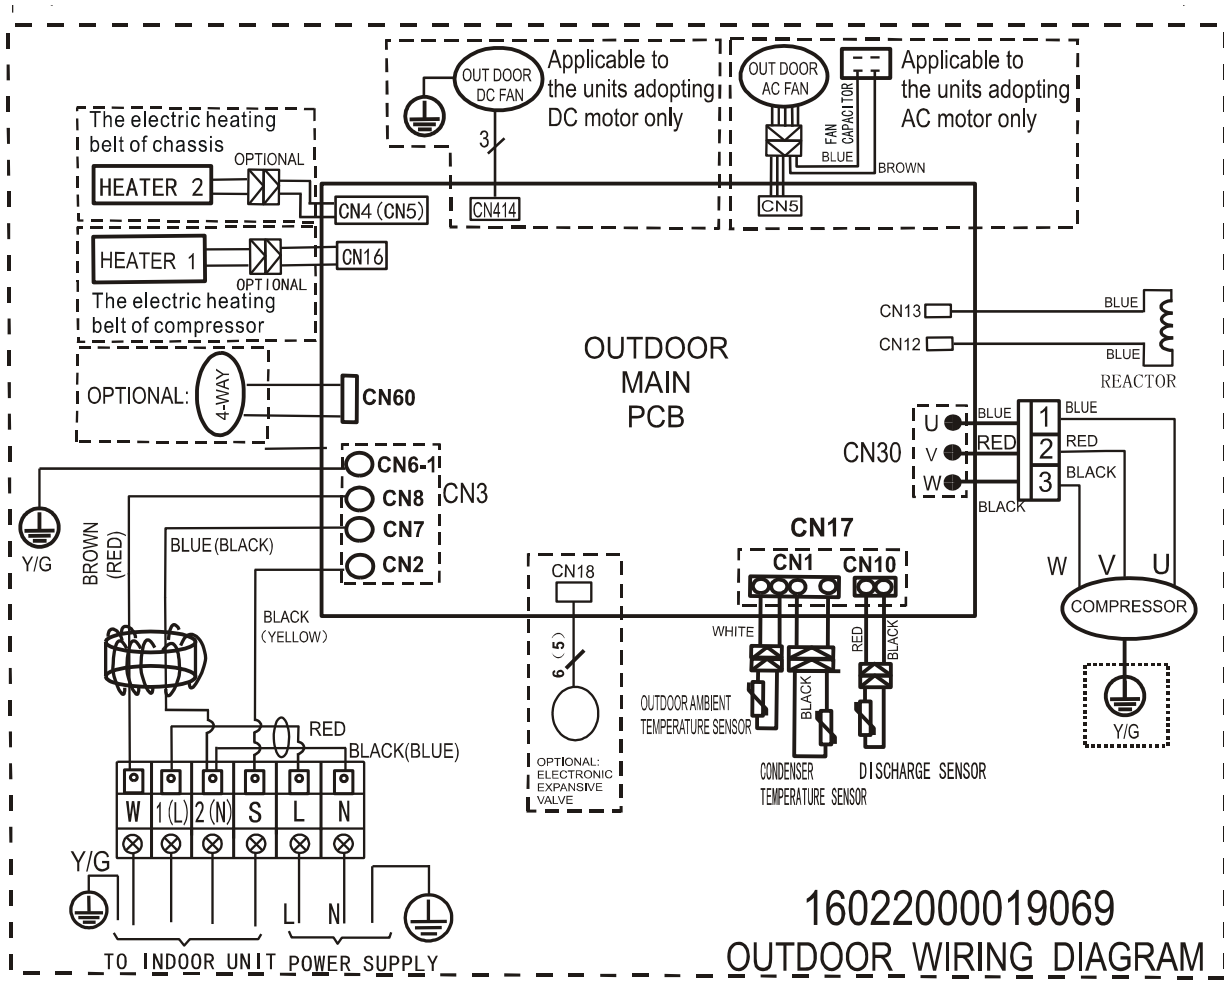 OUT DOOR
DC FAN
Applicable to
the units adopting
DC motor only
3
CN414
OUT DOOR
AC FAN
FAN
CAPACITOR
BLUE
BROWN
Applicable to
the units adopting
AC motor only
CN5
The electric heating
belt of chassis
OPTIONAL
HEATER 2
CN4 (CN5)
HEATER 1
CN16
OPTIONAL
The electric heating
belt of compressor
OPTIONAL:
4-WAY
CN60
OUTDOOR
MAIN
PCB
CN13
BLUE
CN12
BLUE
REACTOR
CN6-1
CN8
CN3
CN7
CN2
Y/G
BROWN
(RED)
BLUE (BLACK)
BLACK
(YELLOW)
CN30
U
V
W
BLUE
RED
BLACK
1
2
3
BLUE
RED
BLACK
W
V
U
COMPRESSOR
Y/G
CN17
CN1
CN10
WHITE
BLACK
RED
BLACK
OUTDOOR AMBIENT
TEMPERATURE SENSOR
CONDENSER
TEMPERATURE SENSOR
DISCHARGE SENSOR
CN18
6 (5)
OPTIONAL:
ELECTRONIC
EXPANSIVE
VALVE
RED
BLACK(BLUE)
W
1(L)
2(N)
S
L
N
Y/G
L
N
TO INDOOR UNIT
POWER SUPPLY
16022000019069
OUTDOOR WIRING DIAGRAM